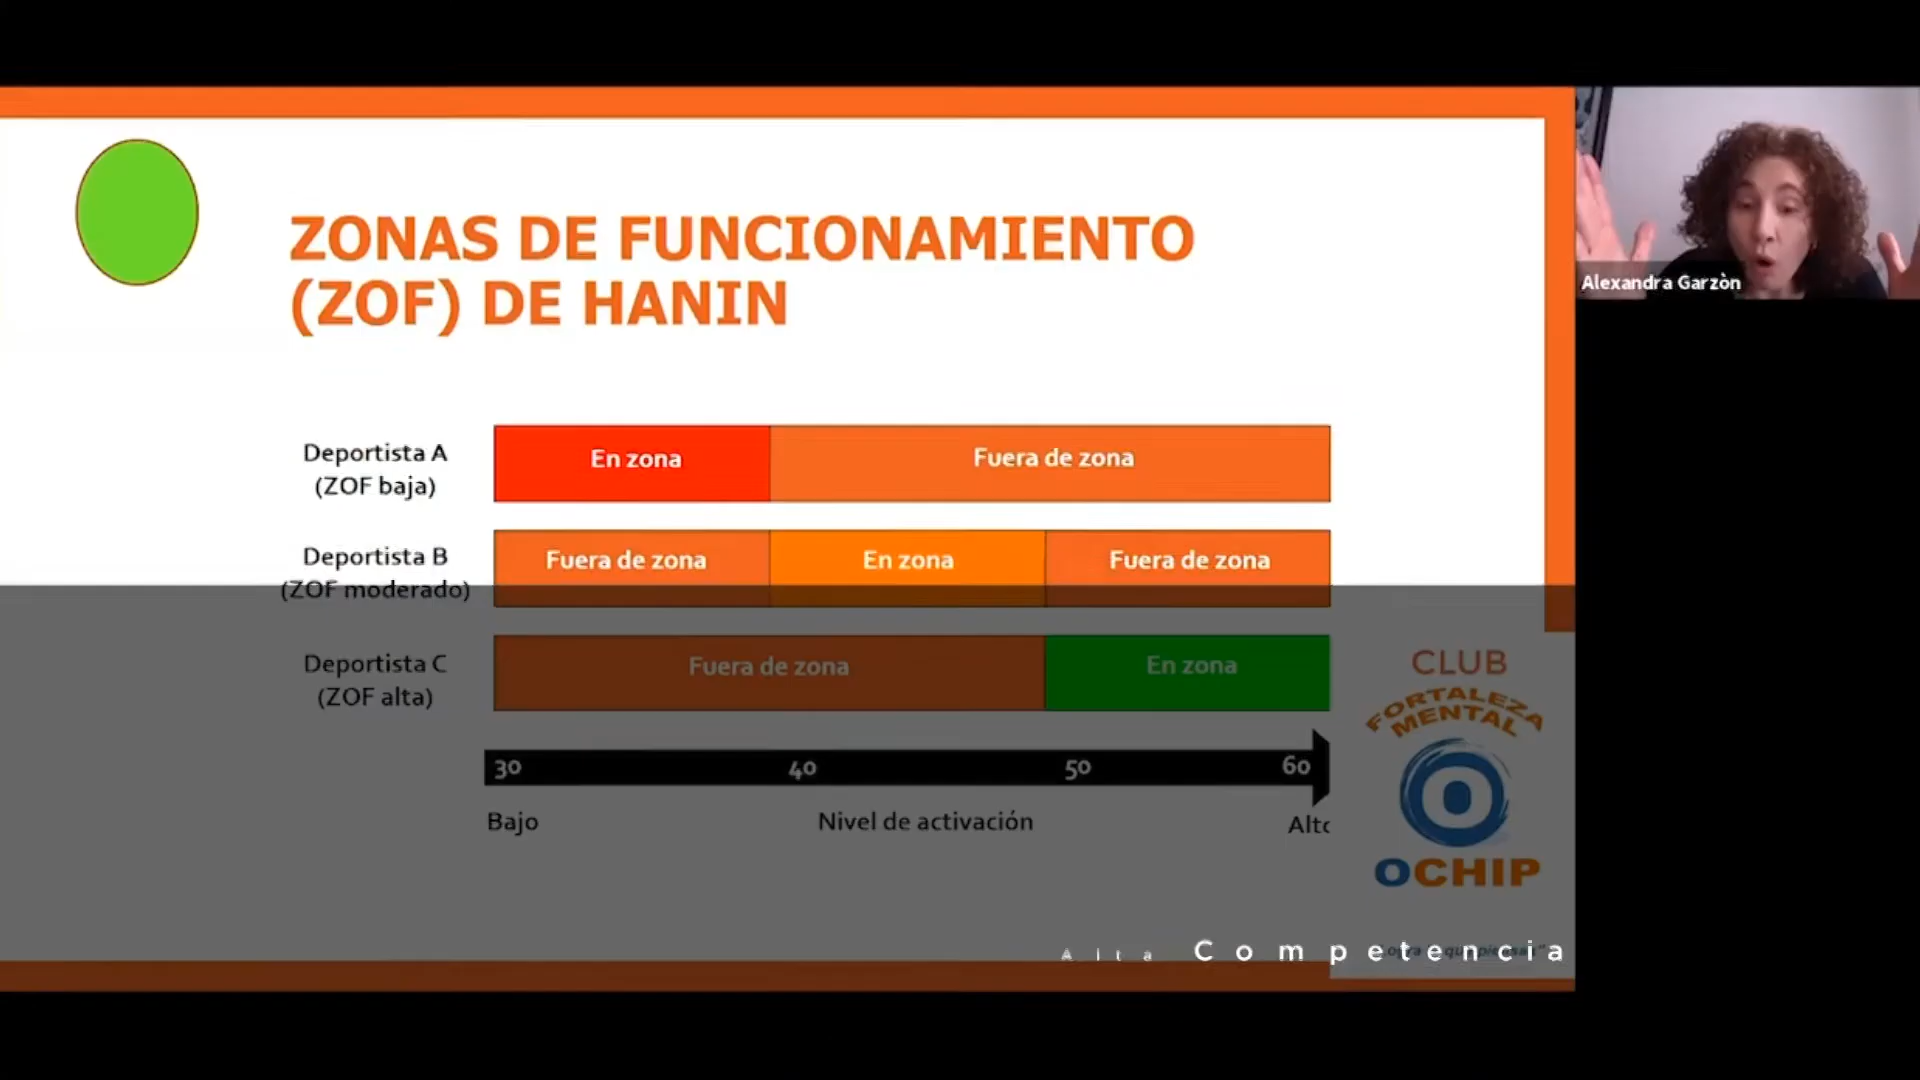 ZONAS DE FUNCIONAMIENTO
(ZOF) DE HANIN
Alexandra Garzòn
Deportista A
(ZOF baja)
En zona
Fuera de zona
Deportista B
(ZOF moderado)
Fuera de zona
En zona
Fuera de zona
Deportista C
(ZOF alta)
Fuera de zona
En zona
30
40
50
60
Bajo
Nivel de activación
CLUB
FORTALEZA
MENTAL
OCHIP
Alta Competencia